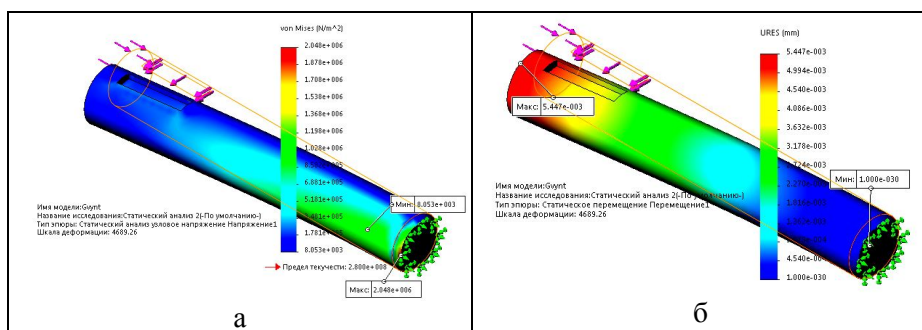 von Mises (N/m^2)
2.048e+006
1.878e+006
1.708e+006
1.538e+006
1.368e+006
1.198e+006
1.028e+006
6.881e+005
5.181e+005
1.781e+005
8.053e+003
Мин: 8.053e+003
Имя модели:Gvynt
Название исследования:Статический анализ 2(-По умолчанию-)
Тип эпюры: Статический анализ узловое напряжение Напряжение1
Шкала деформации: 4689.26
Предел текучести: 2.800e+008
Макс: 2.048e+006
а
URES (mm)
5.447e-003
4.994e-003
4.540e-003
4.086e-003
3.632e-003
3.178e-003
1.000e-030
Макс: 5.447e-003
Мин: 1.000e-030
Имя модели:Gvynt
Название исследования:Статический анализ 2(-По умолчанию-)
Тип эпюры: Статическое перемещение Перемещение1
Шкала деформации: 4689.26
б